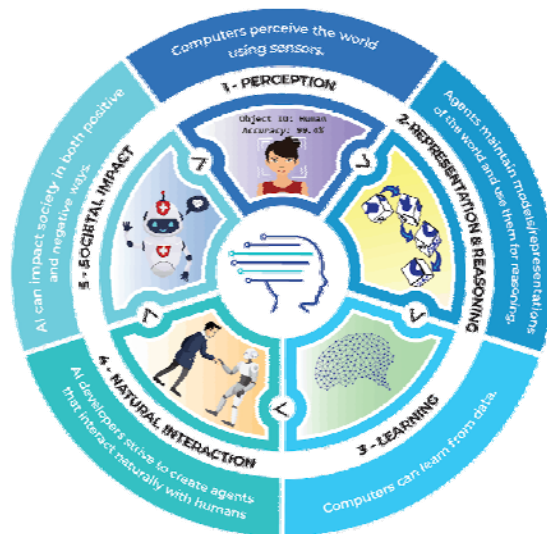 Computers perceive the world
using sensors.
1 - PERCEPTION
Object ID: Human
Accuracy: 99.4%
Agents maintain models/representations
of the world and use them for reasoning.
2-REPRESENTATION & REASONING
3 - LEARNING
Computers can learn from data.
4 - NATURAL INTERACTION
AI developers strive to create agents
that interact naturally with humans
5 - SOCIETAL IMPACT
AI can impact society in both positive
and negative ways.